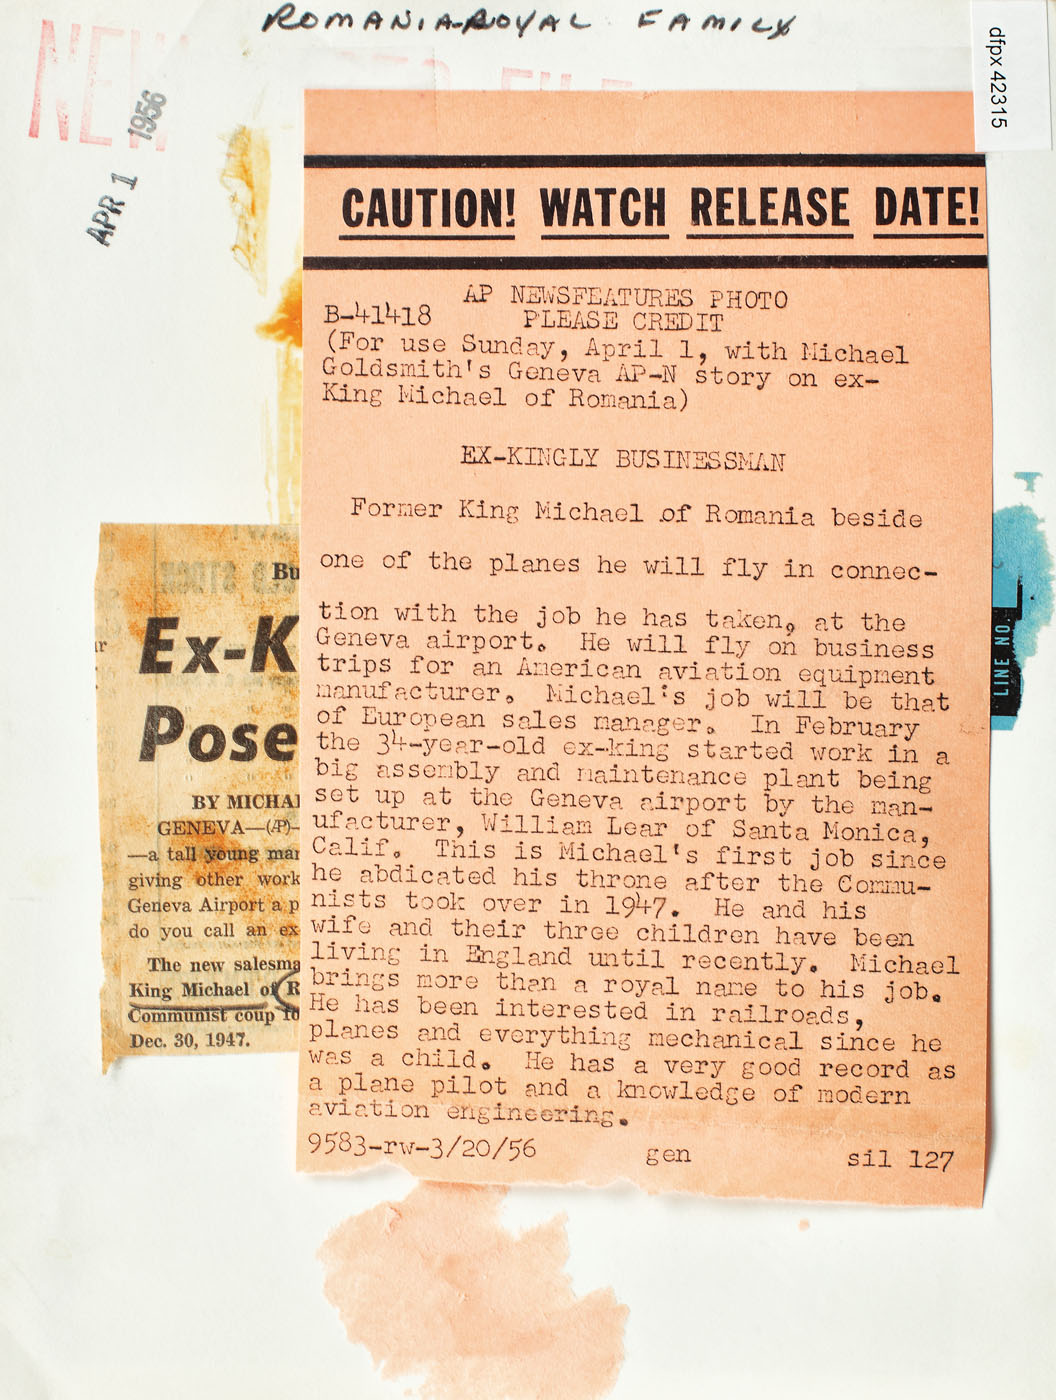 ROMANIA-ROYAL FAMILY
dfpx 42315
APR 1 1956
CAUTION! WATCH RELEASE DATE!
AP NEWSFEATURES PHOTO
B-41418 PLEASE CREDIT
(For use Sunday, April 1, with Michael
Goldsmith's Geneva AP-N story on ex-
King Michael of Romania)
EX-KINGLY BUSINESSMAN
Former King Michael of Romania beside
one of the planes he will fly in connec-
tion with the job he has taken, at the
Geneva airport. He will fly on business
trips for an American aviation equipment
manufacturer. Michael's job will be that
of European sales manager. In February
the 34-year-old ex-king started work in a
big assembly and maintenance plant being
set up at the Geneva airport by the man-
ufacturer, William Lear of Santa Monica,
Calif. This is Michael's first job since
he abdicated his throne after the Commu-
nists took over in 1947. He and his
wife and their three children have been
living in England until recently. Michael
brings more than a royal name to his job.
He has been interested in railroads,
planes and everything mechanical since he
was a child. He has a very good record as
a plane pilot and a knowledge of modern
aviation engineering.
9583-rw-3/20/56 gen sil 127
Bu
Ex-K
Pose
BY MICHA
GENEVA—(AP)—
—a tall young man
giving other work
Geneva Airport a p
do you call an ex
The new salesma
King Michael of R
Communist coup fo
Dec. 30, 1947.
LINE NO.